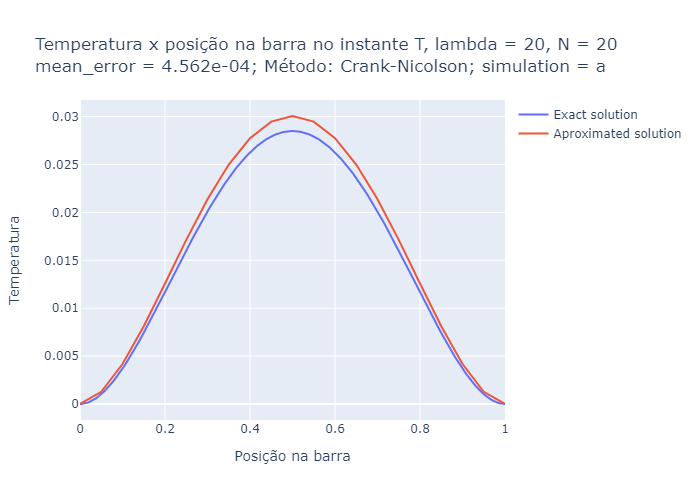 Temperatura x posição na barra no instante T, lambda = 20, N = 20
mean_error = 4.562e-04; Método: Crank-Nicolson; simulation = a
Exact solution
Aproximated solution
0.03
0.025
0.02
0.015
0.01
0.005
0
Temperatura
0
0.2
0.4
0.6
0.8
1
Posição na barra